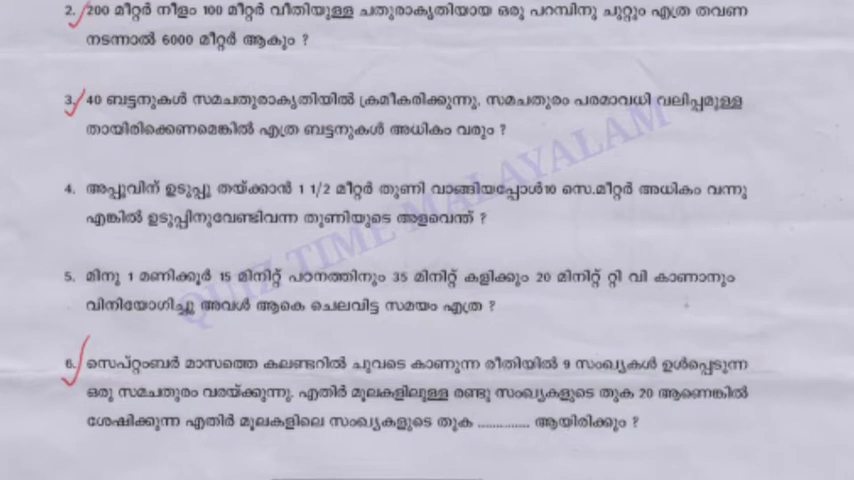 2. 200 മീറ്റർ നീളം 100 മീറ്റർ വീതിയുള്ള ചതുരാകൃതിയായ ഒരു പറമ്പിനു ചുറ്റും എത്ര തവണ
നടന്നാൽ 6000 മീറ്റർ ആകും ?
3. 40 ബട്ടനുകൾ സമചതുരാകൃതിയിൽ ക്രമീകരിക്കുന്നു. സമചതുരം പരമാവധി വലിപ്പമുള്ള
തായിരിക്കെണമെങ്കിൽ എത്ര ബട്ടനുകൾ അധികം വരും ?
4. അപ്പുവിന് ഉടുപ്പു തയ്ക്കാൻ 1 1/2 മീറ്റർ തുണി വാങ്ങിയപ്പോൾ10 സെ.മീറ്റർ അധികം വന്നു
എങ്കിൽ ഉടുപ്പിനുവേണ്ടിവന്ന തുണിയുടെ അളവെന്ത് ?
QUIZ TIME MALAYALAM
5. മിനു 1 മണിക്കൂർ 15 മിനിറ്റ് പഠനത്തിനും 35 മിനിറ്റ് കളിക്കും 20 മിനിറ്റ് റ്റി വി കാണാനും
വിനിയോഗിച്ചു അവൾ ആകെ ചെലവിട്ട സമയം എത്ര ?
6. സെപ്റ്റംബർ മാസത്തെ കലണ്ടറിൽ ചുവടെ കാണുന്ന രീതിയിൽ 9 സംഖ്യകൾ ഉൾപ്പെടുന്ന
ഒരു സമചതുരം വരയ്ക്കുന്നു. എതിർ മൂലകളിലുള്ള രണ്ടു സംഖ്യകളുടെ തുക 20 ആണെങ്കിൽ
ശേഷിക്കുന്ന എതിർ മൂലകളിലെ സംഖ്യകളുടെ തുക .............. ആയിരിക്കും ?